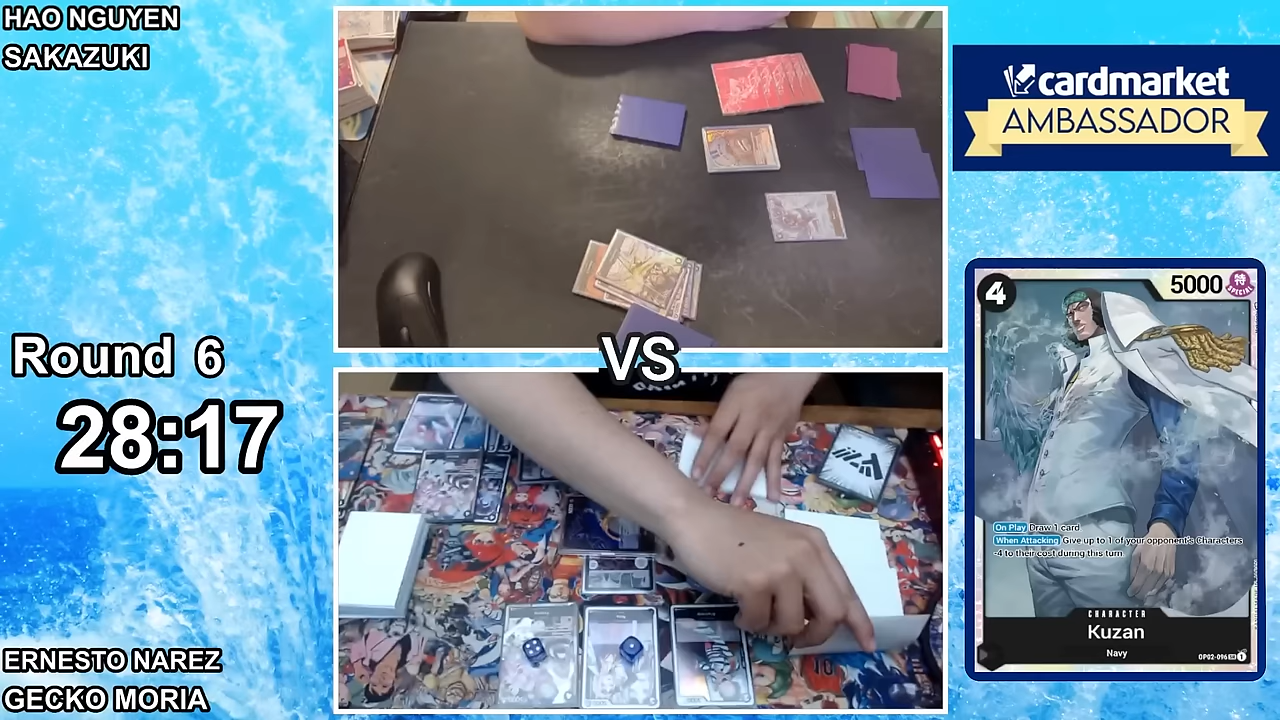 HAO NGUYEN
SAKAZUKI
cardmarket
AMBASSADOR
Round 6
28:17
VS
4
5000
特
SPECIAL
On Play Draw 1 card
When Attacking Give up to 1 of your opponent's Characters
-4 to their cost during this turn.
CHARACTER
Kuzan
Navy
OP02-096 SR 1
ERNESTO NAREZ
GECKO MORIA